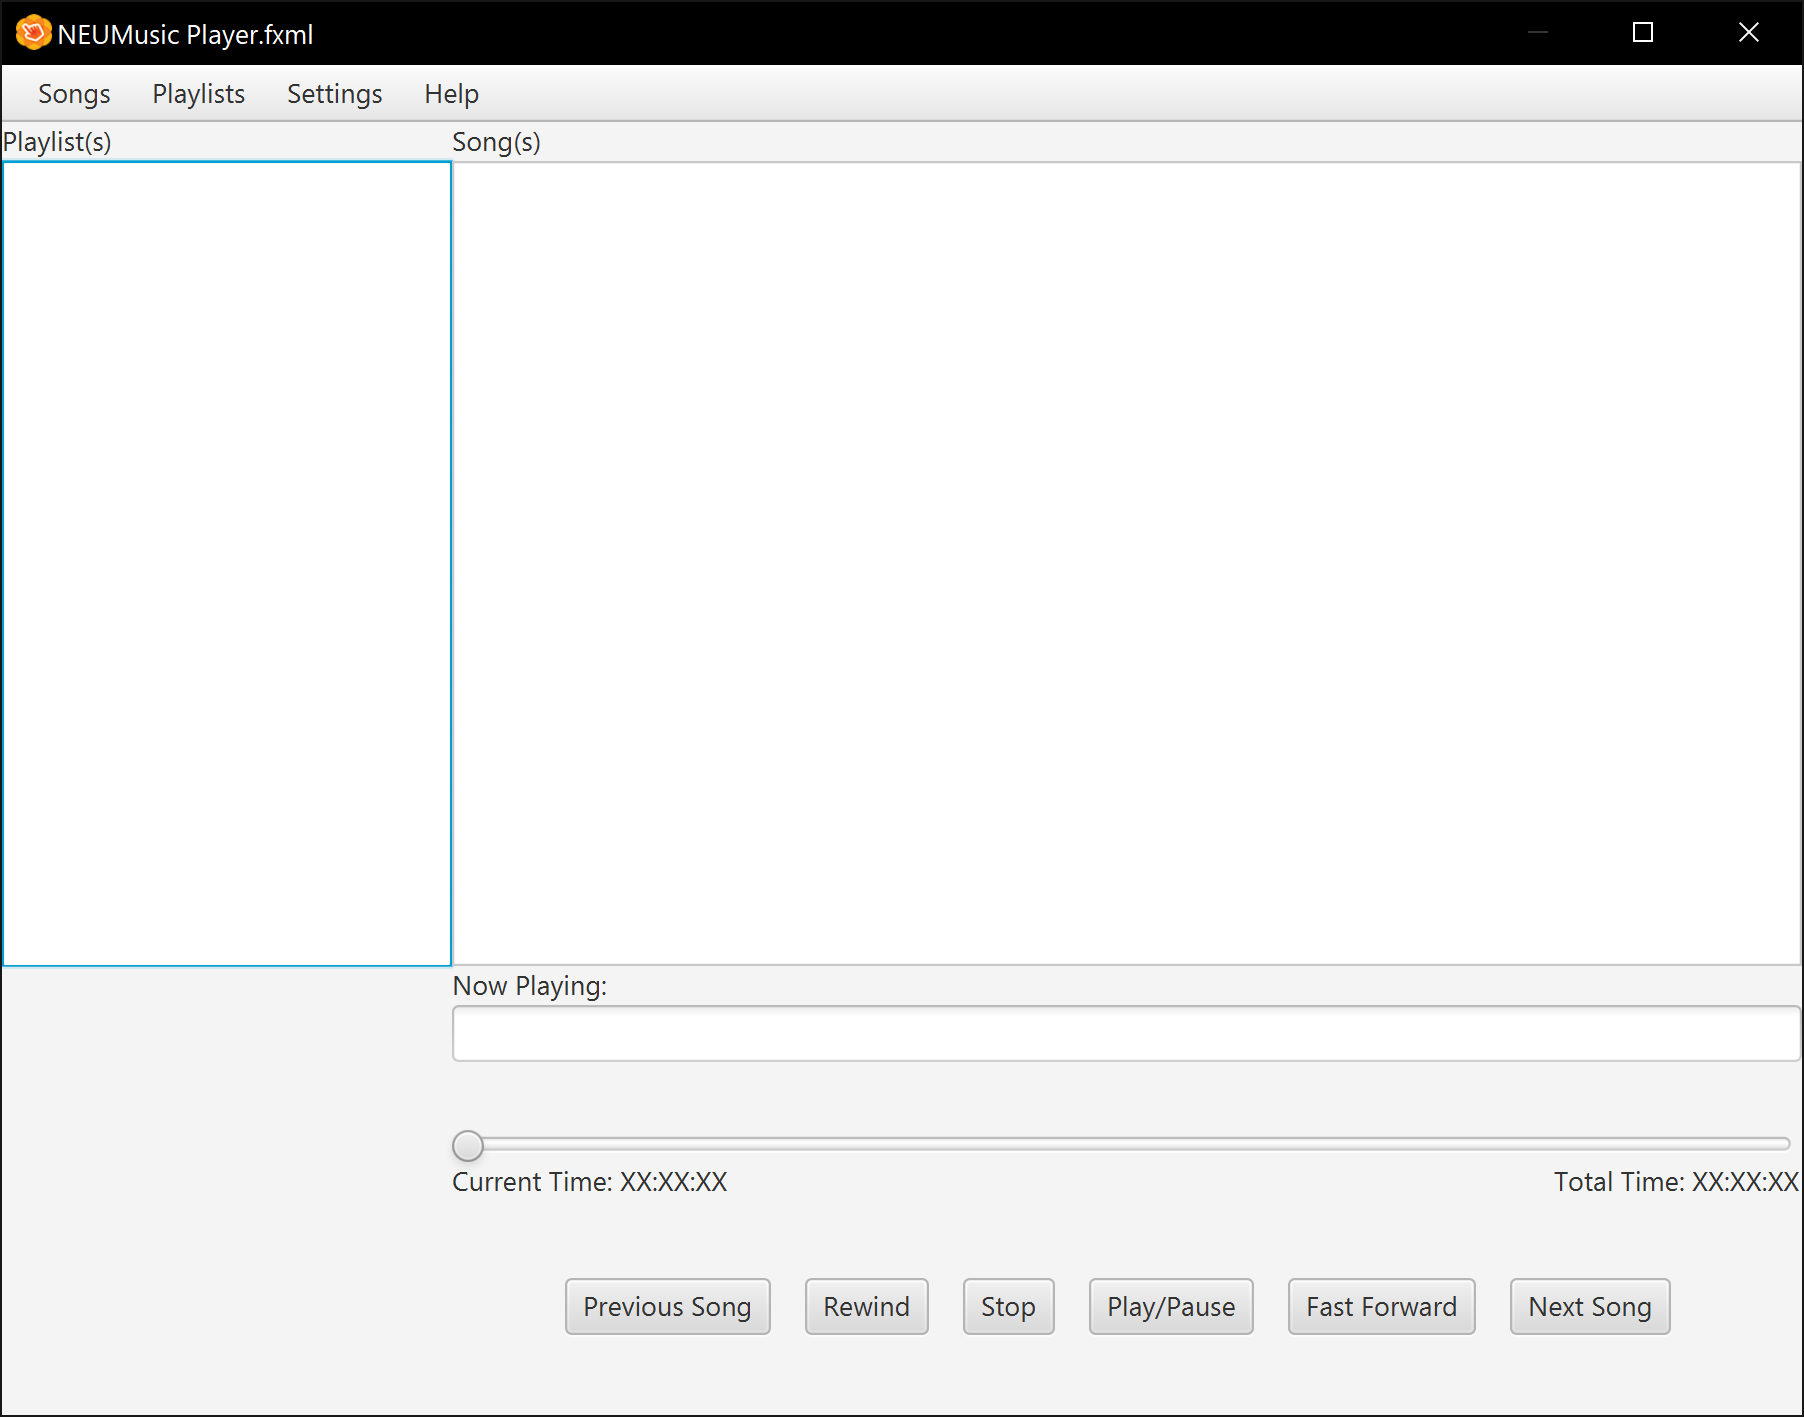 NEUMusic Player.fxml
Songs Playlists Settings Help
Playlist(s) Song(s)
Now Playing:
Current Time: XX:XX:XX Total Time: XX:XX:XX
Previous Song Rewind Stop Play/Pause Fast Forward Next Song